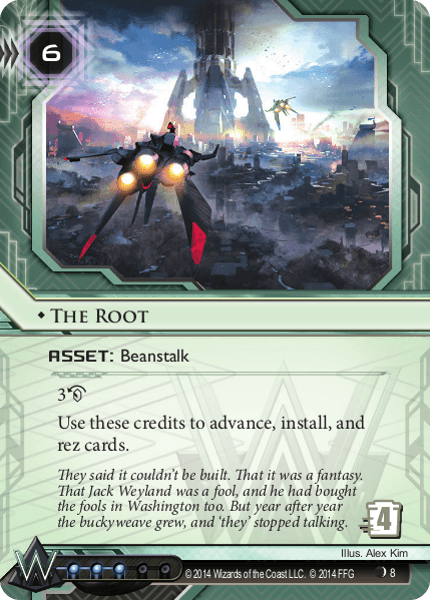 6
THE ROOT
ASSET: Beanstalk
3
Use these credits to advance, install, and
rez cards.
They said it couldn't be built. That it was a fantasy.
That Jack Weyland was a fool, and he had bought
the fools in Washington too. But year after year
the buckyweave grew, and ‘they’ stopped talking.
4
Illus. Alex Kim
W
© 2014 Wizards of the Coast LLC. © 2014 FFG
8